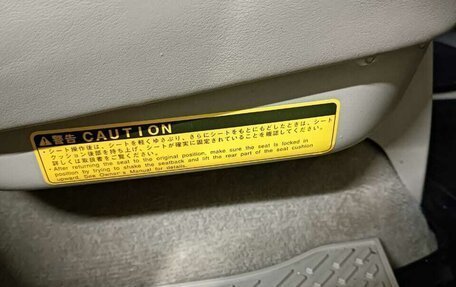 警告 CAUTION
・シート操作後は、シートを軽くゆさぶり、さらにシートをもとにもどしたときは、シート
クッション後部を持ち上げ、シートが確実に固定されていることを確認してください。
詳しくは取扱書をご覧ください。
・After returning the seat to the original position, make sure the seat is locked in
position by trying to shake the seatback and lift the rear part of the seat cushion
upward. See Owner's Manual for details.